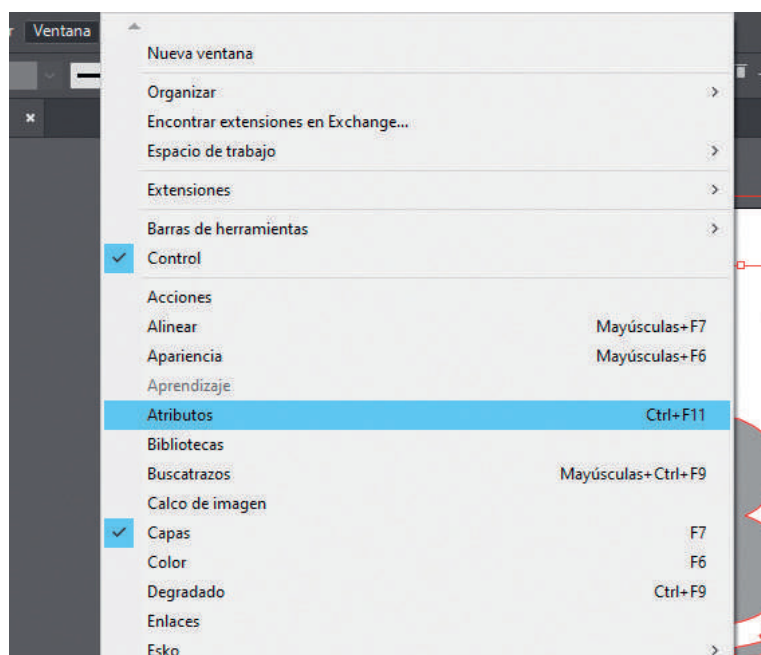 r Ventana
Nueva ventana
Organizar
Encontrar extensiones en Exchange...
Espacio de trabajo
Extensiones
Barras de herramientas
Control
Acciones
Alinear Mayúsculas+F7
Apariencia Mayúsculas+F6
Aprendizaje
Atributos Ctrl+F11
Bibliotecas
Buscatrazos Mayúsculas+Ctrl+F9
Calco de imagen
Capas F7
Color F6
Degradado Ctrl+F9
Enlaces
Esko